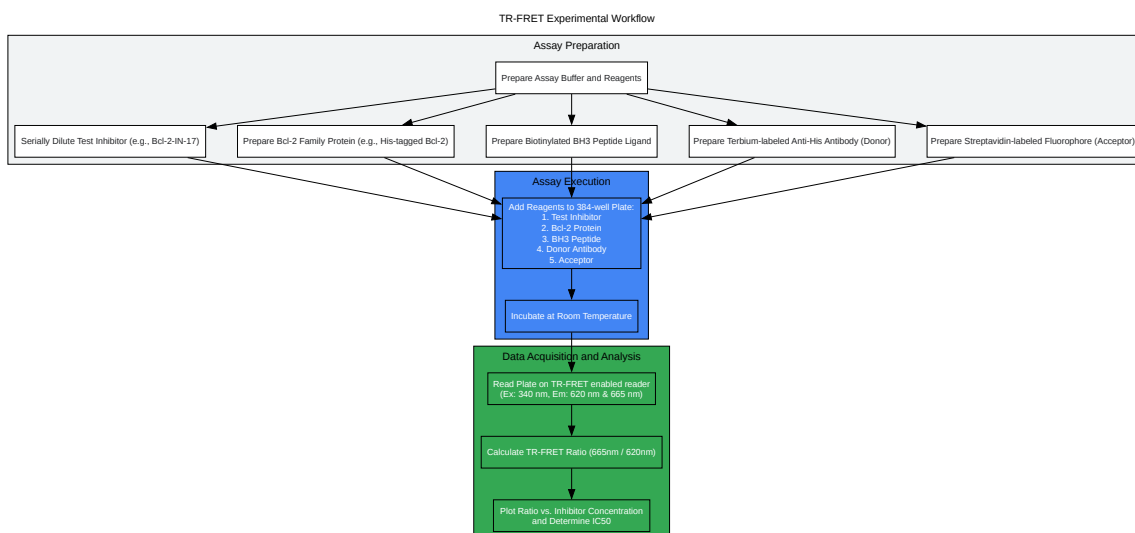 TR-FRET Experimental Workflow
Assay Preparation
Prepare Assay Buffer and Reagents
Serially Dilute Test Inhibitor (e.g., Bcl-2-IN-17)
Prepare Bcl-2 Family Protein (e.g., His-tagged Bcl-2)
Prepare Biotinylated BH3 Peptide Ligand
Prepare Terbium-labeled Anti-His Antibody (Donor)
Prepare Streptavidin-labeled Fluorophore (Acceptor)
Assay Execution
Add Reagents to 384-well Plate:
1. Test Inhibitor
2. Bcl-2 Protein
3. BH3 Peptide
4. Donor Antibody
5. Acceptor
Incubate at Room Temperature
Data Acquisition and Analysis
Read Plate on TR-FRET enabled reader
(Ex: 340 nm, Em: 620 nm & 665 nm)
Calculate TR-FRET Ratio (665nm / 620nm)
Plot Ratio vs. Inhibitor Concentration
and Determine IC50